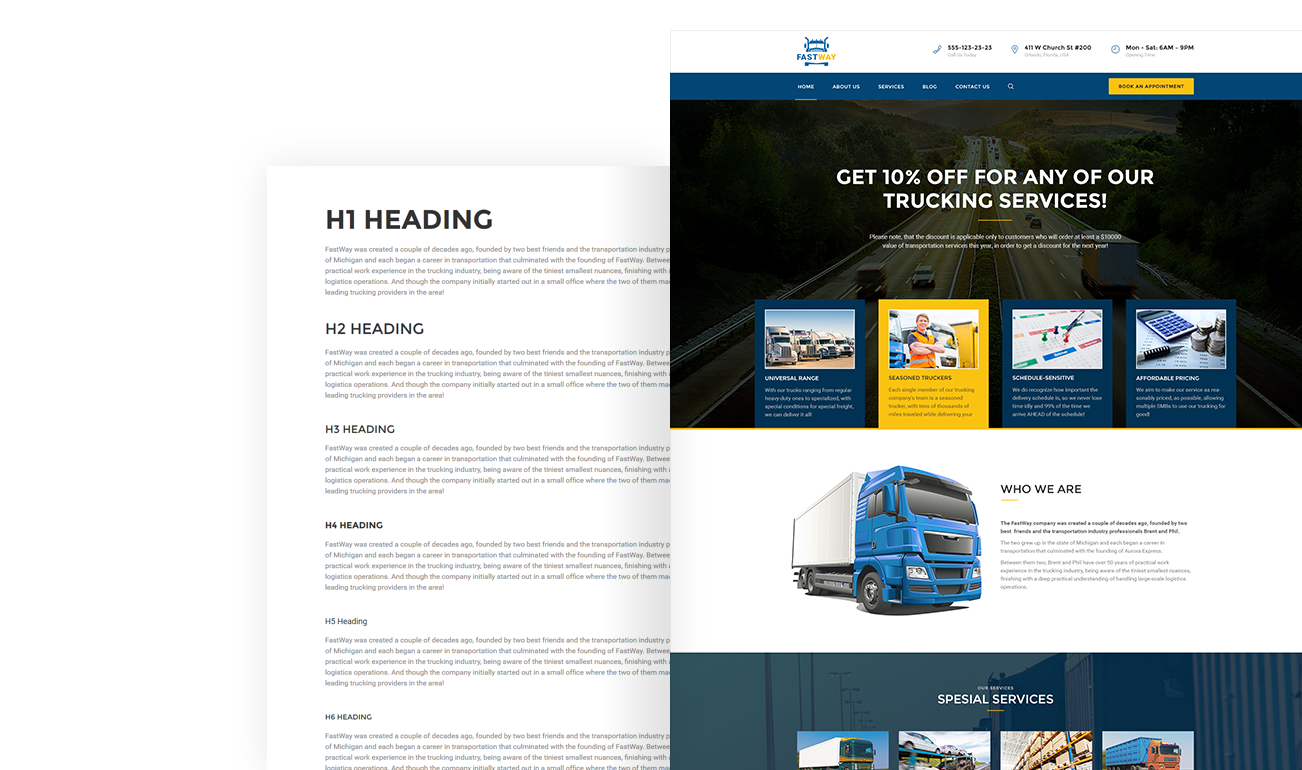 H1 HEADING
FastWay was created a couple of decades ago, founded by two best friends and the transportation industry p
of Michigan and each began a career in transportation that culminated with the founding of FastWay. Betwee
practical work experience in the trucking industry, being aware of the tiniest smallest nuances, finishing with a
logistics operations. And though the company initially started out in a small office where the two of them mad
leading trucking providers in the area!
H2 HEADING
FastWay was created a couple of decades ago, founded by two best friends and the transportation industry p
of Michigan and each began a career in transportation that culminated with the founding of FastWay. Betwee
practical work experience in the trucking industry, being aware of the tiniest smallest nuances, finishing with a
logistics operations. And though the company initially started out in a small office where the two of them mad
leading trucking providers in the area!
H3 HEADING
FastWay was created a couple of decades ago, founded by two best friends and the transportation industry p
of Michigan and each began a career in transportation that culminated with the founding of FastWay. Betwee
practical work experience in the trucking industry, being aware of the tiniest smallest nuances, finishing with a
logistics operations. And though the company initially started out in a small office where the two of them mad
leading trucking providers in the area!
H4 HEADING
FastWay was created a couple of decades ago, founded by two best friends and the transportation industry p
of Michigan and each began a career in transportation that culminated with the founding of FastWay. Betwee
practical work experience in the trucking industry, being aware of the tiniest smallest nuances, finishing with a
logistics operations. And though the company initially started out in a small office where the two of them mad
leading trucking providers in the area!
H5 Heading
FastWay was created a couple of decades ago, founded by two best friends and the transportation industry p
of Michigan and each began a career in transportation that culminated with the founding of FastWay. Betwee
practical work experience in the trucking industry, being aware of the tiniest smallest nuances, finishing with a
logistics operations. And though the company initially started out in a small office where the two of them mad
leading trucking providers in the area!
H6 HEADING
FastWay was created a couple of decades ago, founded by two best friends and the transportation industry p
of Michigan and each began a career in transportation that culminated with the founding of FastWay. Betwee
practical work experience in the trucking industry, being aware of the tiniest smallest nuances, finishing with a
FASTWAY
555-123-23-23
Call Us Today
411 W Church St #200
Orlando, Florida, USA
Mon - Sat: 6AM - 9PM
Opening Time
HOME ABOUT US SERVICES BLOG CONTACT US
BOOK AN APPOINTMENT
GET 10% OFF FOR ANY OF OUR
TRUCKING SERVICES!
Please note, that the discount is applicable only to customers who will order at least a $10000
value of transportation services this year, in order to get a discount for the next year!
UNIVERSAL RANGE
With our trucks ranging from regular
heavy-duty ones to specialized, with
special conditions for special freight,
we can deliver it all!
SEASONED TRUCKERS
Each single member of our trucking
company's team is a seasoned
trucker, with tens of thousands of
miles traveled while delivering your
SCHEDULE-SENSITIVE
We do recognize how important the
delivery schedule is, so we never lose
time idly and 99% of the time we
arrive AHEAD of the schedule!
AFFORDABLE PRICING
We aim to make our service as rea-
sonably priced, as possible, allowing
multiple SMBs to use our trucking for
good!
WHO WE ARE
The FastWay company was created a couple of decades ago, founded by two
best friends and the transportation industry professionals Brent and Phil.
The two grew up in the state of Michigan and each began a career in
transportation that culminated with the founding of Aurora Express.
Between them two, Brent and Phil have over 50 years of practical work
experience in the trucking industry, being aware of the tiniest smallest nuances,
finishing with a deep practical understanding of handling large-scale logistics
operations.
OUR SERVICES
SPESIAL SERVICES